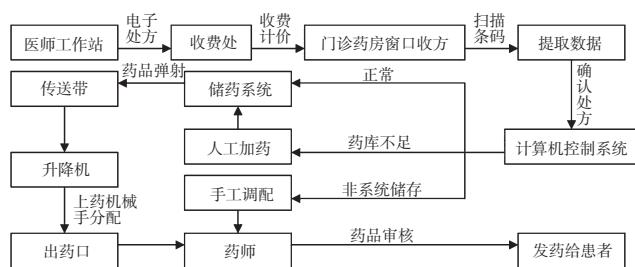 电子
处方
收费
计价
扫描
条码
医师工作站
收费处
门诊药房窗口收方
提取数据
药品弹射
正常
确认处方
传送带
储药系统
人工加药
药库不足
计算机控制系统
升降机
手工调配
非系统储存
上药机械
手分配
出药口
药师
药品审核
发药给患者